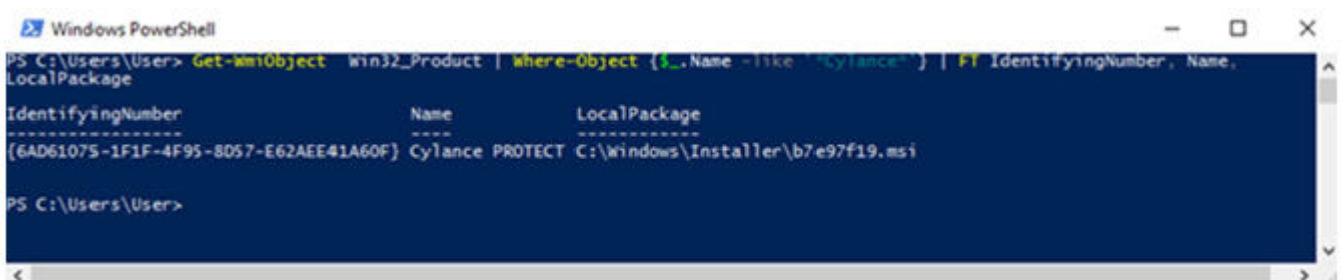 Windows PowerShell
PS C:\Users\User> Get-WmiObject Win32_Product | Where-Object {$_.Name -like '*Cylance*'} | FT IdentifyingNumber, Name,
LocalPackage
IdentifyingNumber Name LocalPackage
----------------- ---- ------------
{6AD61075-1F1F-4F95-8D57-E62AEE41A60F} Cylance PROTECT C:\Windows\Installer\b7e97f19.msi
PS C:\Users\User>